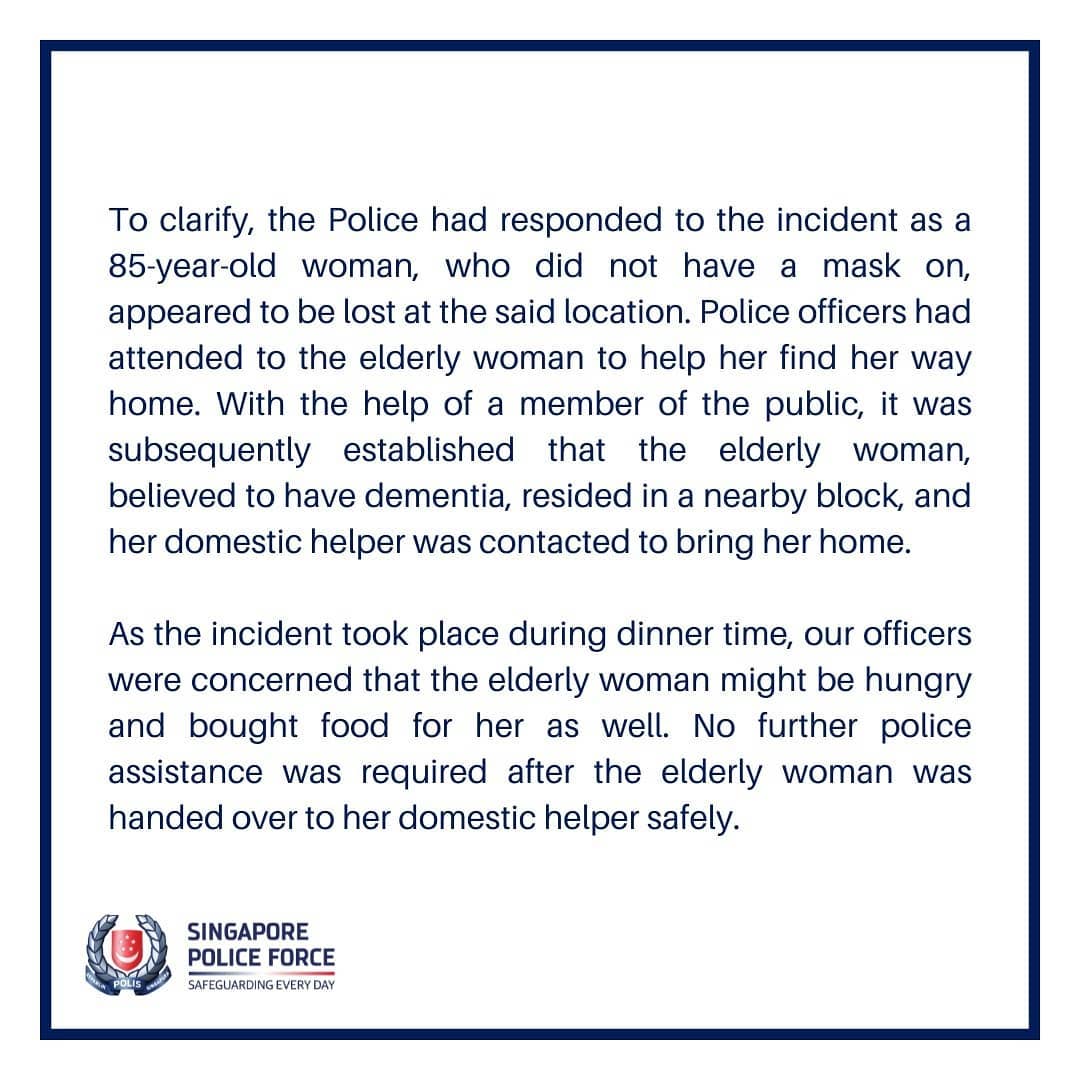 To clarify, the Police had responded to the incident as a
85-year-old woman, who did not have a mask on,
appeared to be lost at the said location. Police officers had
attended to the elderly woman to help her find her way
home. With the help of a member of the public, it was
subsequently established that the elderly woman,
believed to have dementia, resided in a nearby block, and
her domestic helper was contacted to bring her home.
As the incident took place during dinner time, our officers
were concerned that the elderly woman might be hungry
and bought food for her as well. No further police
assistance was required after the elderly woman was
handed over to her domestic helper safely.
SINGAPORE
POLICE FORCE
SAFEGUARDING EVERY DAY
POLIS